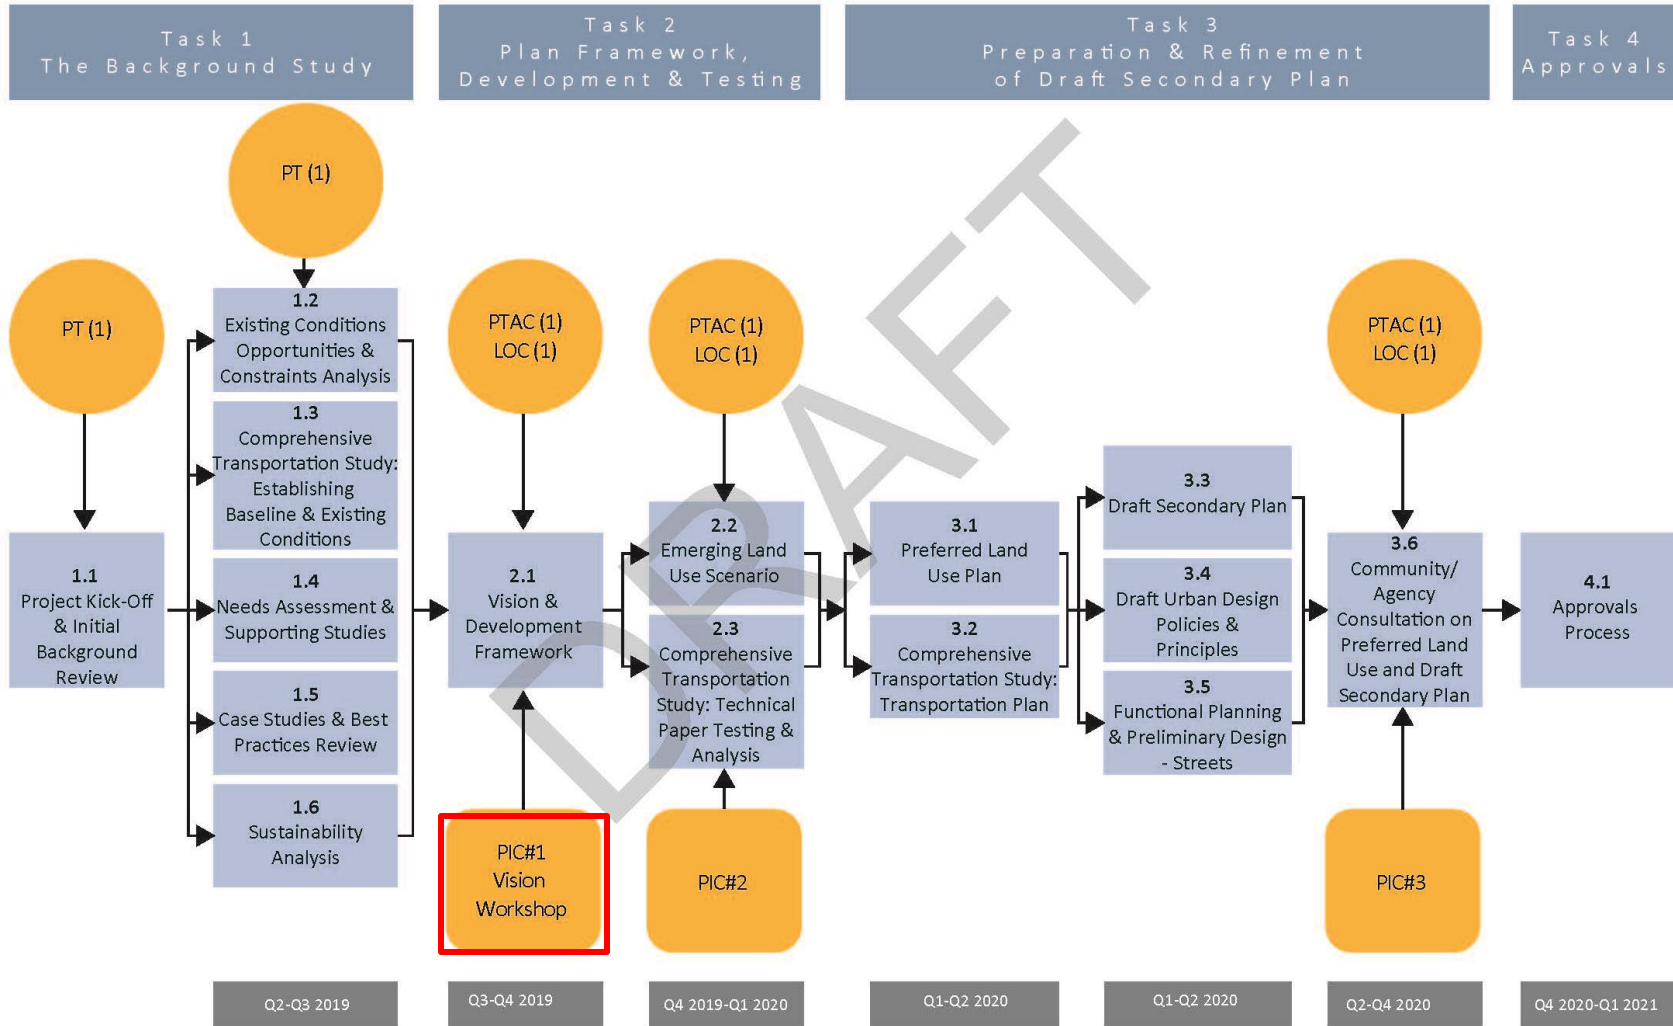 Task 1
The Background Study
Task 2
Plan Framework,
Development & Testing
Task 3
Preparation & Refinement
of Draft Secondary Plan
Task 4
Approvals
PT (1)
PT (1)
PTAC (1)
LOC (1)
PTAC (1)
LOC (1)
PTAC (1)
LOC (1)
1.1
Project Kick-Off
& Initial
Background
Review
1.2
Existing Conditions
Opportunities &
Constraints Analysis
1.3
Comprehensive
Transportation Study:
Establishing
Baseline & Existing
Conditions
1.4
Needs Assessment &
Supporting Studies
1.5
Case Studies & Best
Practices Review
1.6
Sustainability
Analysis
2.1
Vision &
Development
Framework
2.2
Emerging Land
Use Scenario
2.3
Comprehensive
Transportation
Study: Technical
Paper Testing &
Analysis
3.1
Preferred Land
Use Plan
3.2
Comprehensive
Transportation Study:
Transportation Plan
3.3
Draft Secondary Plan
3.4
Draft Urban Design
Policies &
Principles
3.5
Functional Planning
& Preliminary Design
- Streets
3.6
Community/
Agency
Consultation on
Preferred Land
Use and Draft
Secondary Plan
4.1
Approvals
Process
PIC#1
Vision
Workshop
PIC#2
PIC#3
DRAFT
Q2-Q3 2019
Q3-Q4 2019
Q4 2019-Q1 2020
Q1-Q2 2020
Q1-Q2 2020
Q2-Q4 2020
Q4 2020-Q1 2021